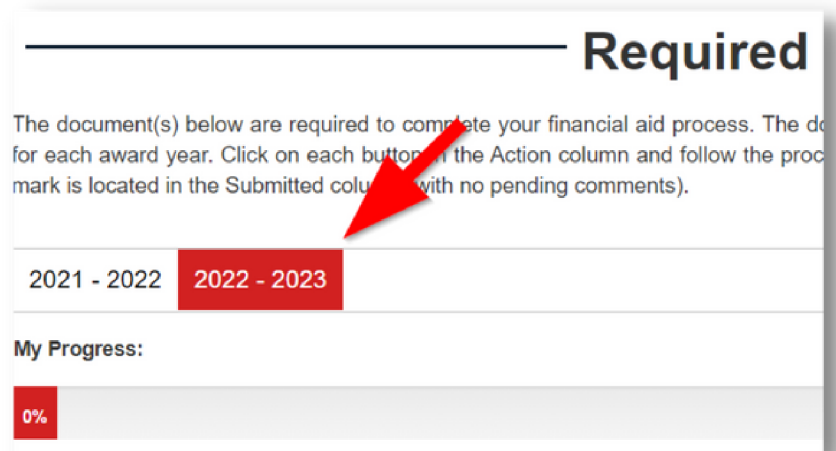 Required
The document(s) below are required to complete your financial aid process. The
for each award year. Click on each button the Action column and follow the
mark is located in the Submitted with no pending comments).
2021 - 2022 2022 - 2023
My Progress:
0%